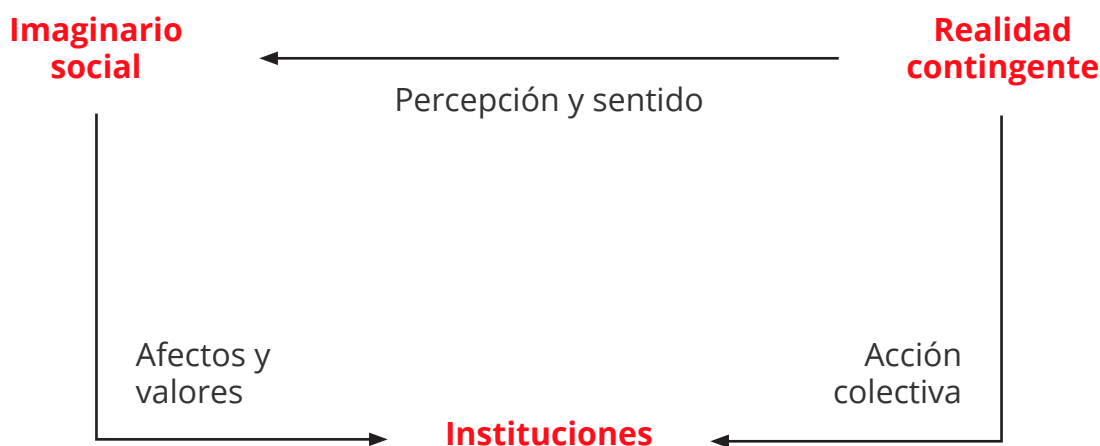 Imaginario
social
Realidad
contingente
Percepción y sentido
Afectos y
valores
Acción
colectiva
Instituciones